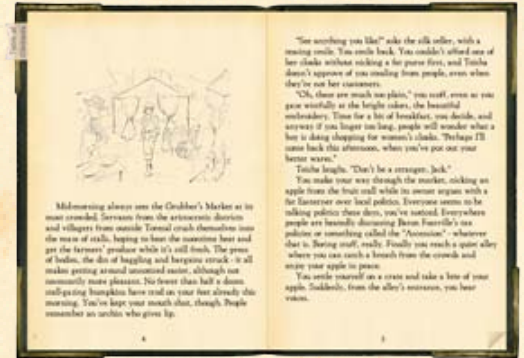 Table of
Contents
Midmorning always sees the Grubber's Market at its
most crowded. Servants from the aristocratic districts
and villagers from outside Torenal crush themselves into
the maze of stalls, hoping to beat the noontime heat and
get the farmers' produce while it's still fresh. The press
of bodies, the din of haggling and bargains struck - it all
makes getting around unnoticed easier, although not
necessarily more pleasant. No fewer than half a dozen
stall-gazing bumpkins have trod on your feet already this
morning. You've kept your mouth shut, though. People
remember an urchin who gives lip.
4
"See anything you like?" asks the silk seller, with a
teasing smile. You smile back. You couldn't afford one of
her cloaks without nicking a fat purse first, and
doesn't approve of you stealing from people, even when
they're not her customers.
"Oh, these are much too plain," you scoff, even as you
gaze wistfully at the bright colors, the beautiful
embroidery. Time for a bit of breakfast, you decide, and
anyway if you linger too long, people will wonder what a
boy is doing shopping for women's cloaks. "Perhaps I'll
come back this afternoon, when you've put out your
better wares."
laughs. "Don't be a stranger, Jack."
You make your way through the market, nicking an
apple from the fruit stall while its owner argues with a
far Easterner over local politics. Everyone seems to be
talking politics these days, you've noticed. Everywhere
people are heatedly discussing Baron tax
policies or something called the "Ascension" - whatever
that is. Boring stuff, really. Finally you reach a quiet alley
where you can catch a breath from the crowds and
enjoy your apple in peace.
You settle yourself on a crate and take a bite of your
apple. Suddenly, from the alley's entrance, you hear
voices.
5